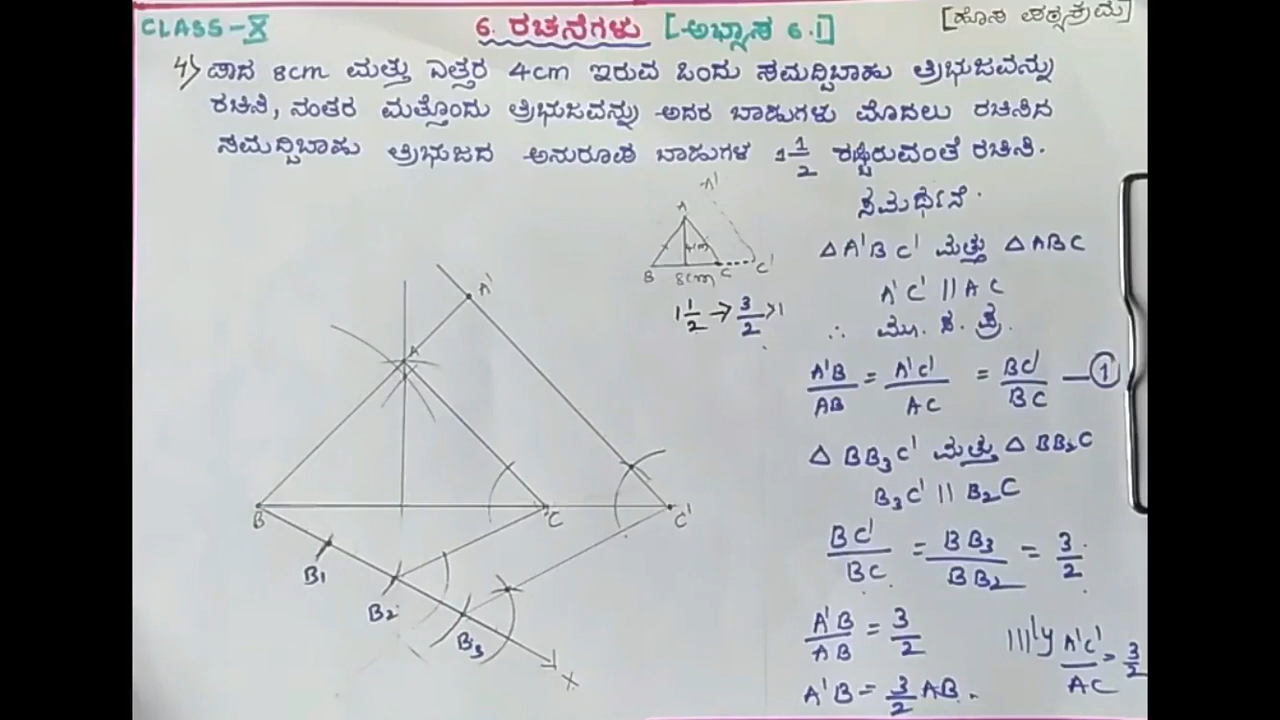 CLASS-X 6. ರಚನೆಗಳು [ಅಭ್ಯಾಸ 6.1] [ಹೊಸ ಪಠ್ಯಕ್ರಮ]
4) ಪಾದ 8cm ಮತ್ತು ಎತ್ತರ 4cm ಇರುವ ಒಂದು ಸಮದ್ವಿಬಾಹು ತ್ರಿಭುಜವನ್ನು
ರಚಿಸಿ, ನಂತರ ಮತ್ತೊಂದು ತ್ರಿಭುಜವನ್ನು ಅದರ ಬಾಹುಗಳು ಮೊದಲು ರಚಿಸಿದ
ಸಮದ್ವಿಬಾಹು ತ್ರಿಭುಜದ ಅನುರೂಪ ಬಾಹುಗಳ 1 1/2 ರಷ್ಟಿರುವಂತೆ ರಚಿಸಿ.
A'
A
4cm
B 8cm C C'
1 1/2 → 3/2 >1
A'
A
B C C'
B1
B2
B3
X
ಸಮರ್ಥನೆ
△A'BC' ಮತ್ತು △ABC
A'C' || AC
∴ ಮೂ. ಸ. ಪ್ರ.
A'B/AB = A'C'/AC = BC'/BC — ①
△BB3C' ಮತ್ತು △BB2C
B3C' || B2C
BC'/BC = BB3/BB2 = 3/2
A'B/AB = 3/2 |||ly A'C'/AC = 3/2
A'B = 3/2 AB.